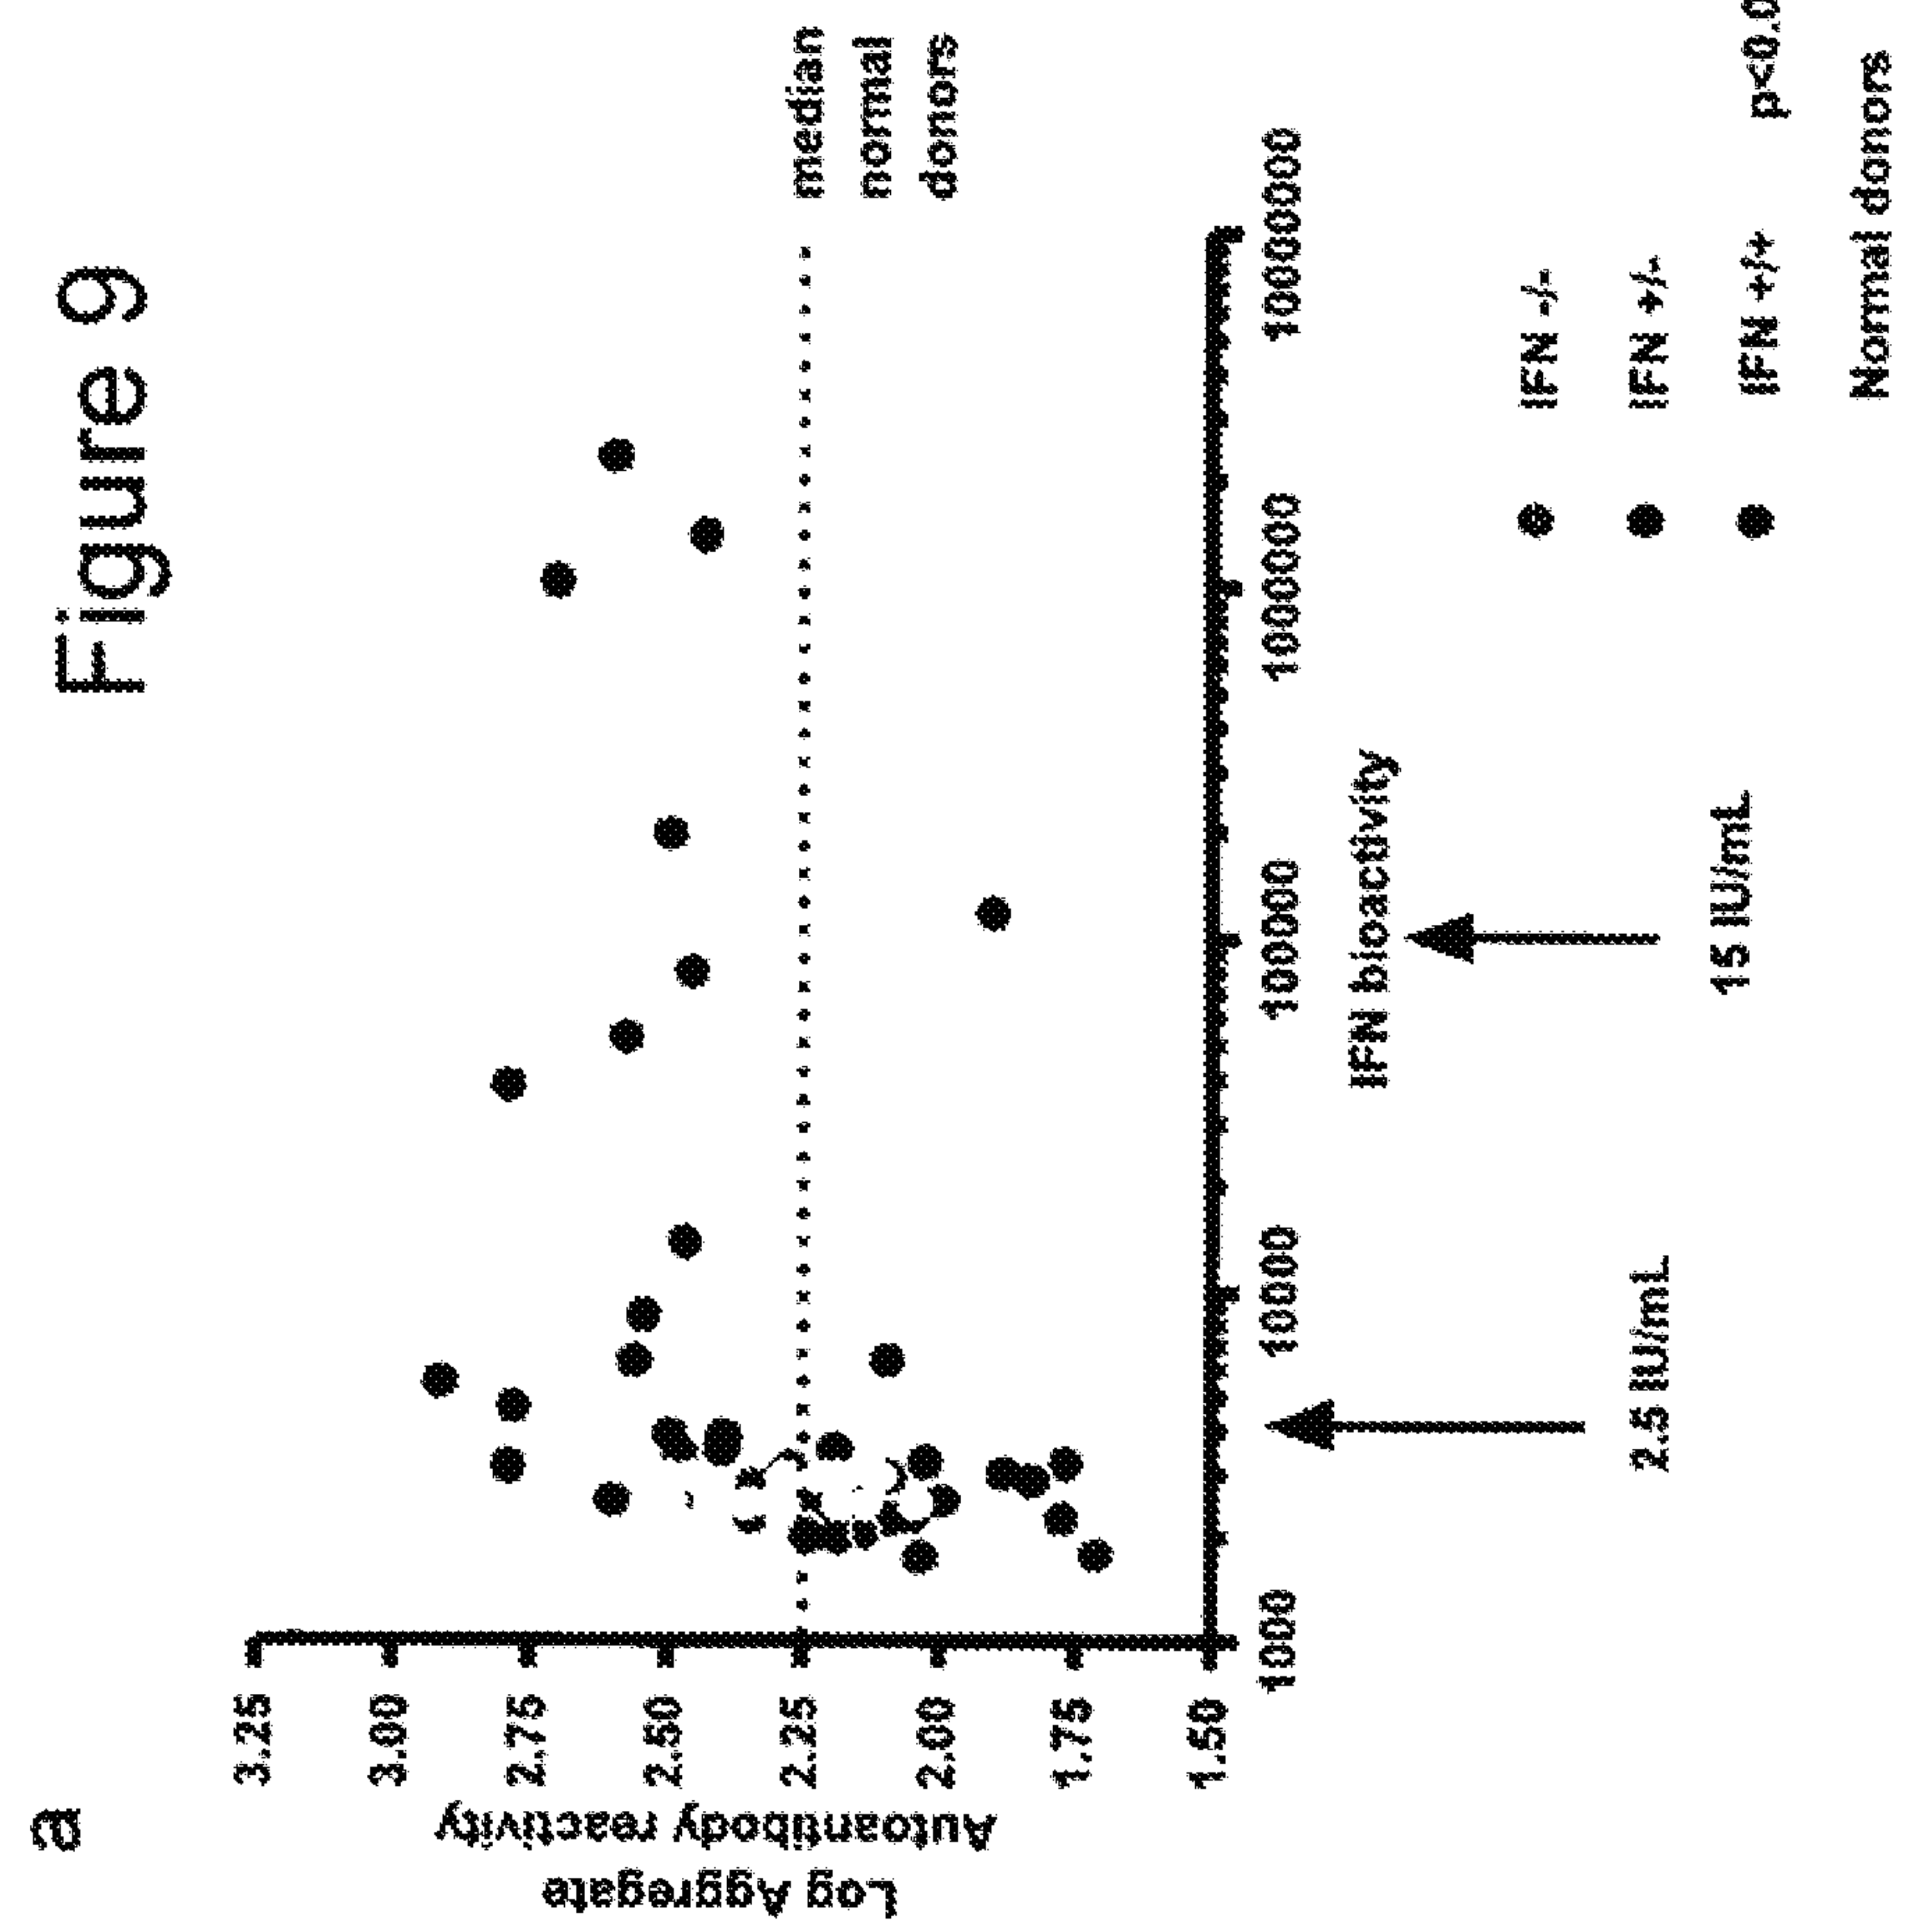 Figure 9
a
Log Aggregate
Autoantibody reactivity
3.25
3.00
2.75
2.50
2.25
2.00
1.75
1.50
median
normal
donors
1000
10000
100000
1000000
10000000
IFN bioactivity
2.5 IU/mL
15 IU/mL
IFN -/-
IFN +/-
IFN +/+
p<0.0
Normal donors